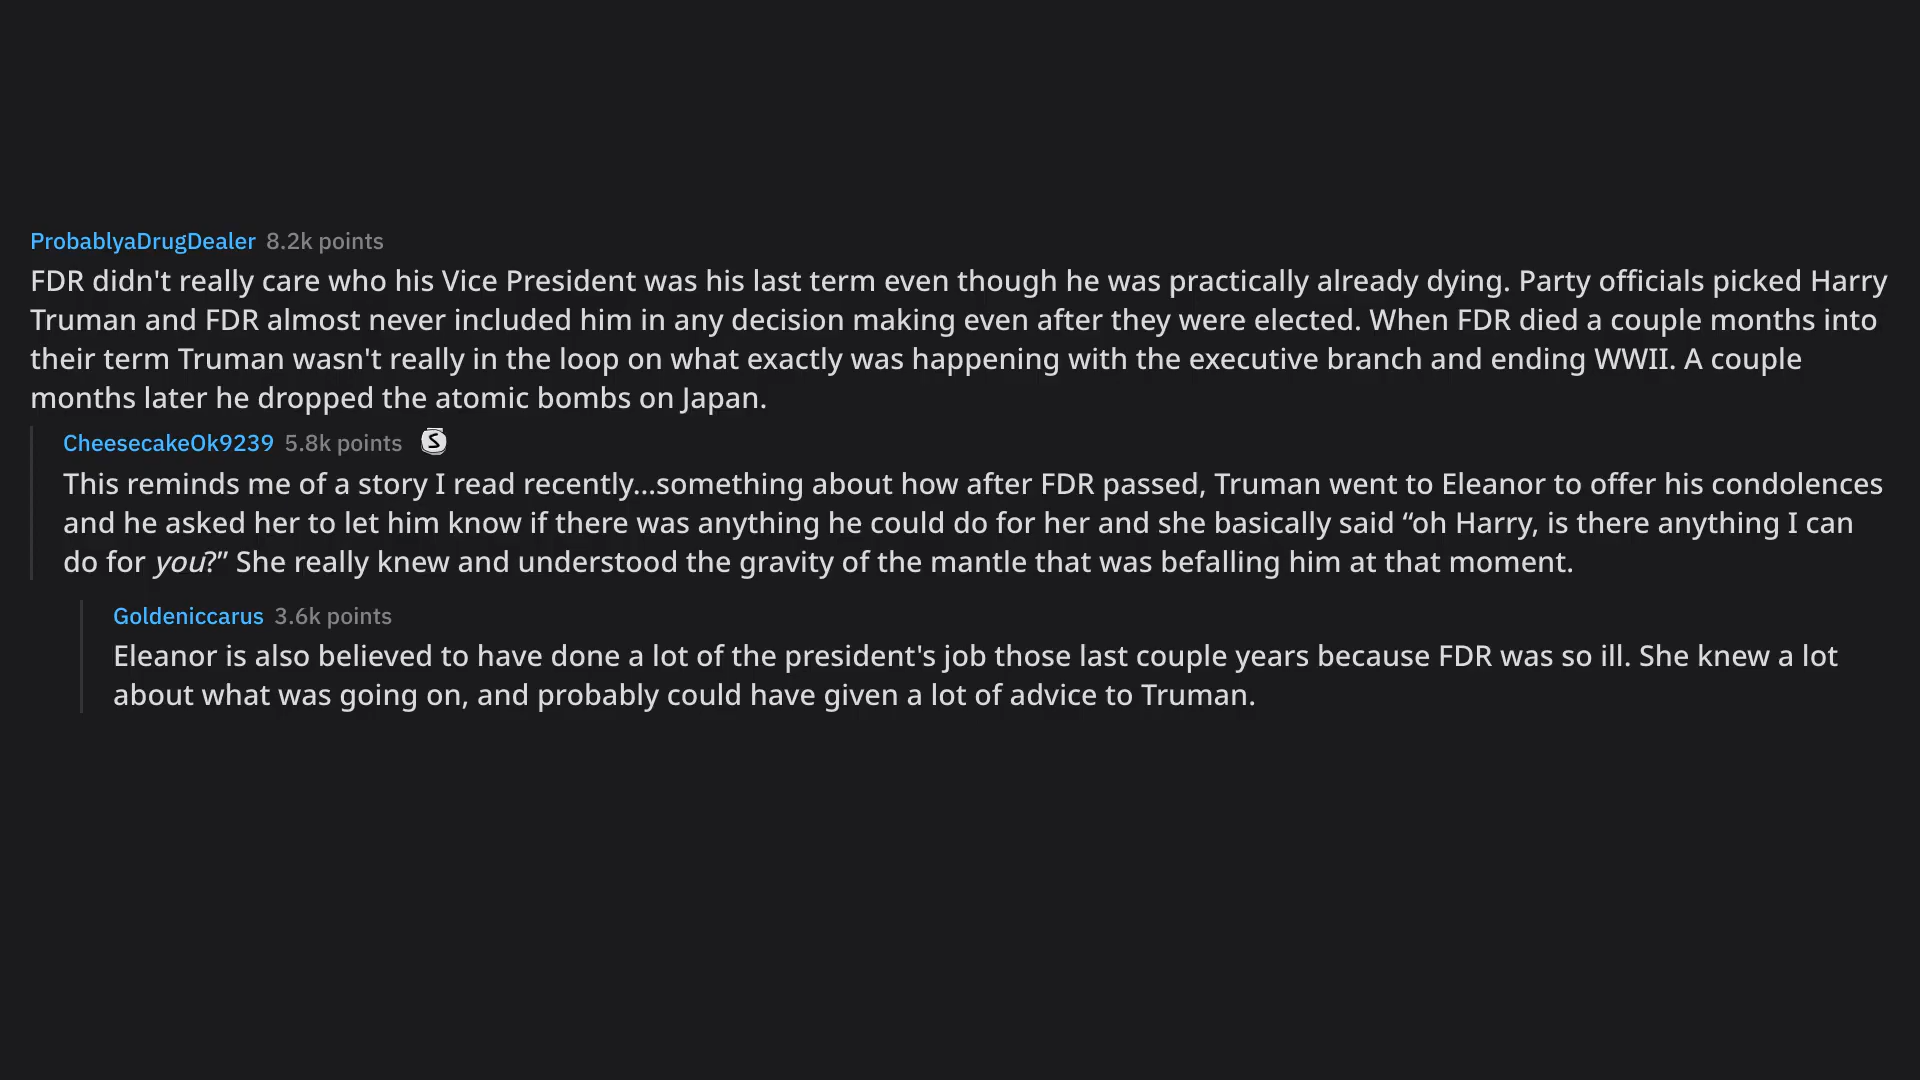 ProbablyaDrugDealer 8.2k points
FDR didn't really care who his Vice President was his last term even though he was practically already dying. Party officials picked Harry
Truman and FDR almost never included him in any decision making even after they were elected. When FDR died a couple months into
their term Truman wasn't really in the loop on what exactly was happening with the executive branch and ending WWII. A couple
months later he dropped the atomic bombs on Japan.
CheesecakeOk9239 5.8k points S
This reminds me of a story I read recently...something about how after FDR passed, Truman went to Eleanor to offer his condolences
and he asked her to let him know if there was anything he could do for her and she basically said “oh Harry, is there anything I can
do for you?” She really knew and understood the gravity of the mantle that was befalling him at that moment.
Goldeniccarus 3.6k points
Eleanor is also believed to have done a lot of the president's job those last couple years because FDR was so ill. She knew a lot
about what was going on, and probably could have given a lot of advice to Truman.